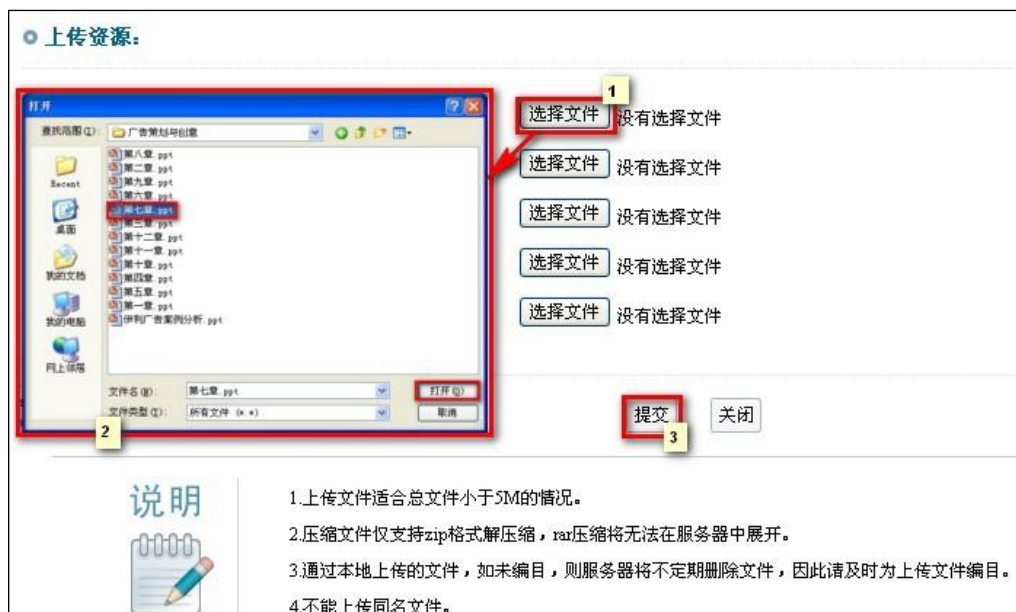 上传资源：
打开
查找范围(I):
广告策划与创意
Recent
桌面
我的文档
我的电脑
网上邻居
第八章.ppt
第二章.ppt
第九章.ppt
第六章.ppt
第七章.ppt
第三章.ppt
第十二章.ppt
第十一章.ppt
第十章.ppt
第四章.ppt
第五章.ppt
第一章.ppt
伊利广告案例分析.ppt
文件名(N):
第七章.ppt
打开(O)
文件类型(T):
所有文件 (*.*)
取消
2
1
选择文件 没有选择文件
选择文件 没有选择文件
选择文件 没有选择文件
选择文件 没有选择文件
选择文件 没有选择文件
提交 关闭
3
说明
1.上传文件适合总文件小于5M的情况。
2.压缩文件仅支持zip格式解压缩，rar压缩将无法在服务器中展开。
3.通过本地上传的文件，如未编目，则服务器将不定期删除文件，因此请及时为上传文件编目。
4.不能上传同名文件。